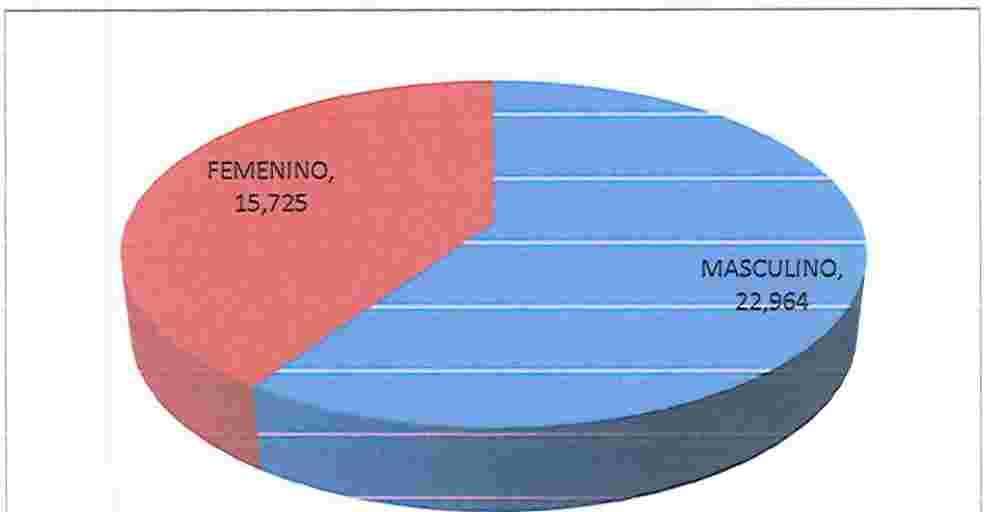 FEMENINO,
15,725
MASCULINO,
22,964